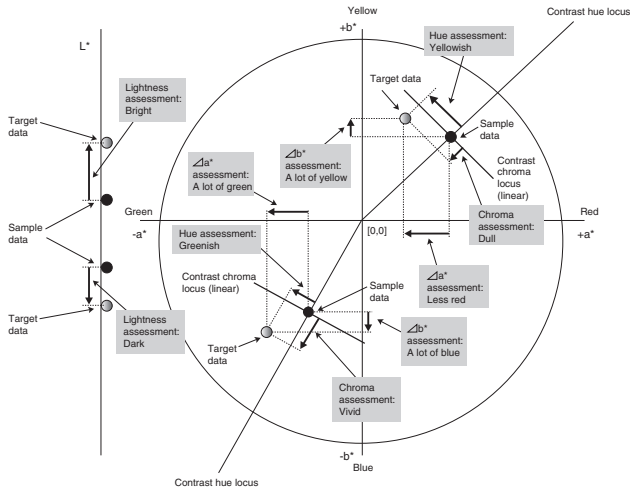 Contrast hue locus
Yellow
+b*
L*
Hue assessment:
Yellowish
Target data
Lightness
assessment:
Bright
Target
data
Sample
data
⊿b*
assessment:
A lot of yellow
⊿a*
assessment:
A lot of green
Contrast
chroma
locus
(linear)
Green
-a*
[0,0]
Red
+a*
Chroma
assessment:
Dull
Sample
data
Hue assessment:
Greenish
⊿a*
assessment:
Less red
Contrast chroma
locus (linear)
Sample
data
Target
data
Lightness
assessment:
Dark
⊿b*
assessment:
A lot of blue
Target
data
Chroma
assessment:
Vivid
-b*
Blue
Contrast hue locus